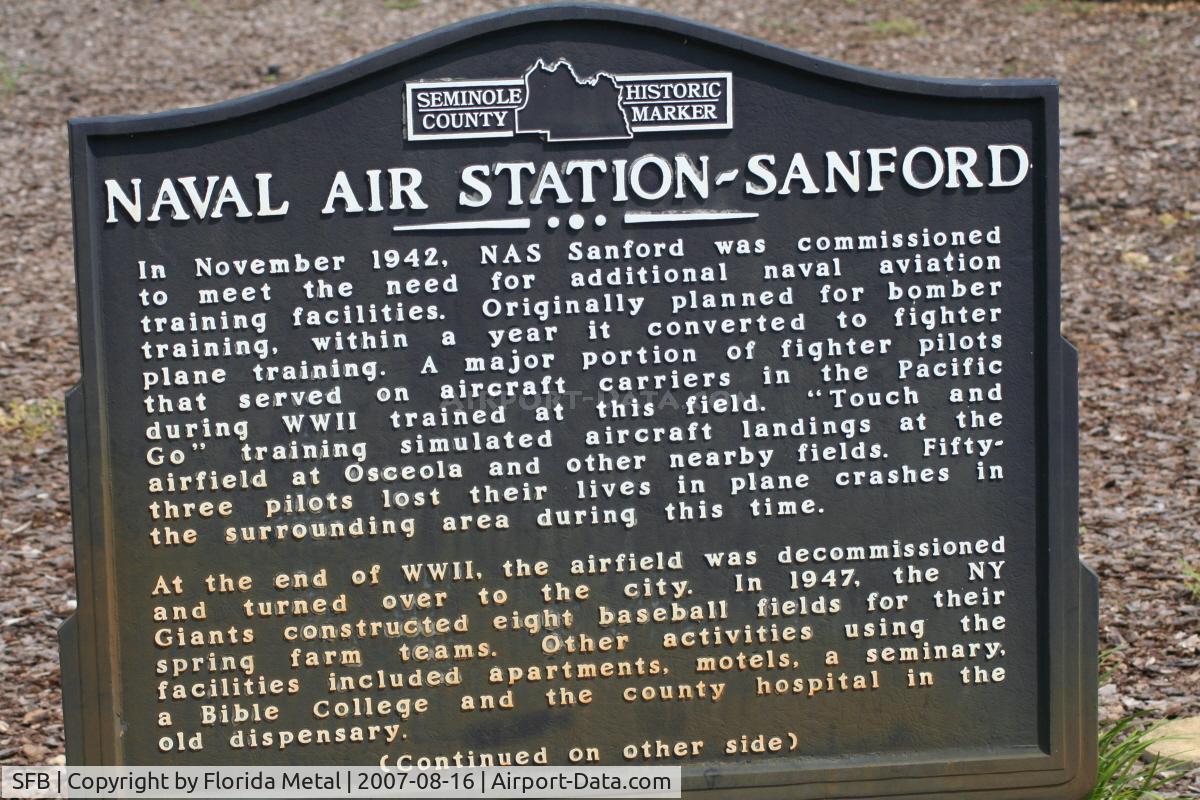 SEMINOLE COUNTY
HISTORIC MARKER
NAVAL AIR STATION-SANFORD
In November 1942, NAS Sanford was commissioned
to meet the need for additional naval aviation
training facilities. Originally planned for bomber
training, within a year it converted to fighter
plane training. A major portion of fighter pilots
that served on aircraft carriers in the Pacific
during WWII trained at this field. "Touch and
Go" training simulated aircraft landings at the
airfield at Osceola and other nearby fields. Fifty-
three pilots lost their lives in plane crashes in
the surrounding area during this time.
At the end of WWII, the airfield was decommissioned
and turned over to the city. In 1947, the NY
Giants constructed eight baseball fields for their
spring farm teams. Other activities using the
facilities included apartments, motels, a seminary,
a Bible College and the county hospital in the
old dispensary.
(Continued on other side)
AIRPORT-DATA.COM
SFB | Copyright by Florida Metal | 2007-08-16 | Airport-Data.com